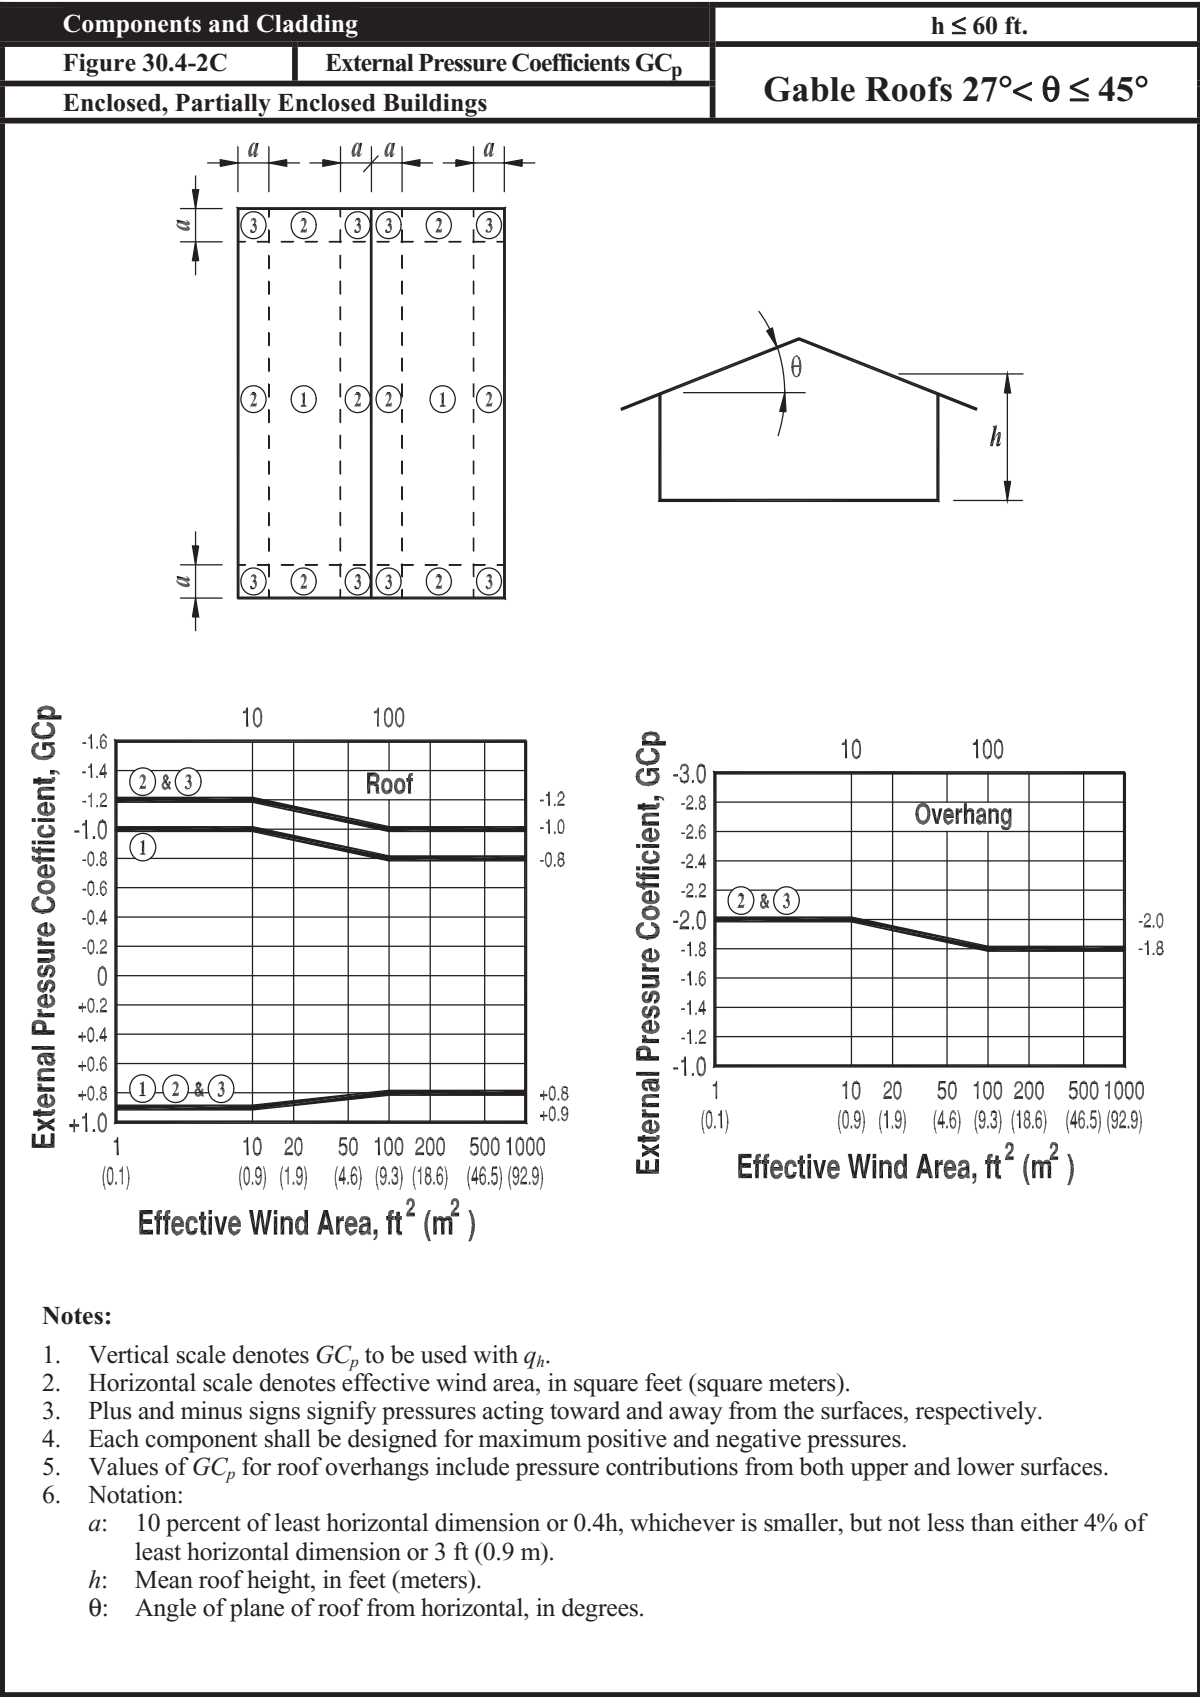 Components and Cladding
h ≤ 60 ft.
Figure 30.4-2C
External Pressure Coefficients GCp
Gable Roofs 27°< θ ≤ 45°
Enclosed, Partially Enclosed Buildings
a a a a
a
3 2 3 3 2 3
2 1 2 2 1 2
a
3 2 3 3 2 3
θ
h
External Pressure Coefficient, GCp
10 100
-1.6
-1.4
-1.2
-1.0
-0.8
-0.6
-0.4
-0.2
0
+0.2
+0.4
+0.6
+0.8
+1.0
2 & 3
Roof
1
1 2 & 3
-1.2
-1.0
-0.8
+0.8
+0.9
1 10 20 50 100 200 500 1000
(0.1) (0.9) (1.9) (4.6) (9.3) (18.6) (46.5) (92.9)
Effective Wind Area, ft² (m²)
External Pressure Coefficient, GCp
10 100
-3.0
-2.8
-2.6
-2.4
-2.2
-2.0
-1.8
-1.6
-1.4
-1.2
-1.0
Overhang
2 & 3
-2.0
-1.8
1 10 20 50 100 200 500 1000
(0.1) (0.9) (1.9) (4.6) (9.3) (18.6) (46.5) (92.9)
Effective Wind Area, ft² (m²)
Notes:
1. Vertical scale denotes GCp to be used with qh.
2. Horizontal scale denotes effective wind area, in square feet (square meters).
3. Plus and minus signs signify pressures acting toward and away from the surfaces, respectively.
4. Each component shall be designed for maximum positive and negative pressures.
5. Values of GCp for roof overhangs include pressure contributions from both upper and lower surfaces.
6. Notation:
a: 10 percent of least horizontal dimension or 0.4h, whichever is smaller, but not less than either 4% of
least horizontal dimension or 3 ft (0.9 m).
h: Mean roof height, in feet (meters).
θ: Angle of plane of roof from horizontal, in degrees.